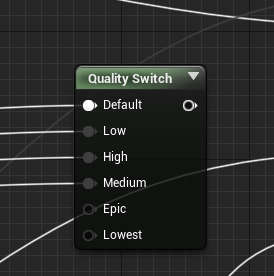 Quality Switch
Default
Low
High
Medium
Epic
Lowest